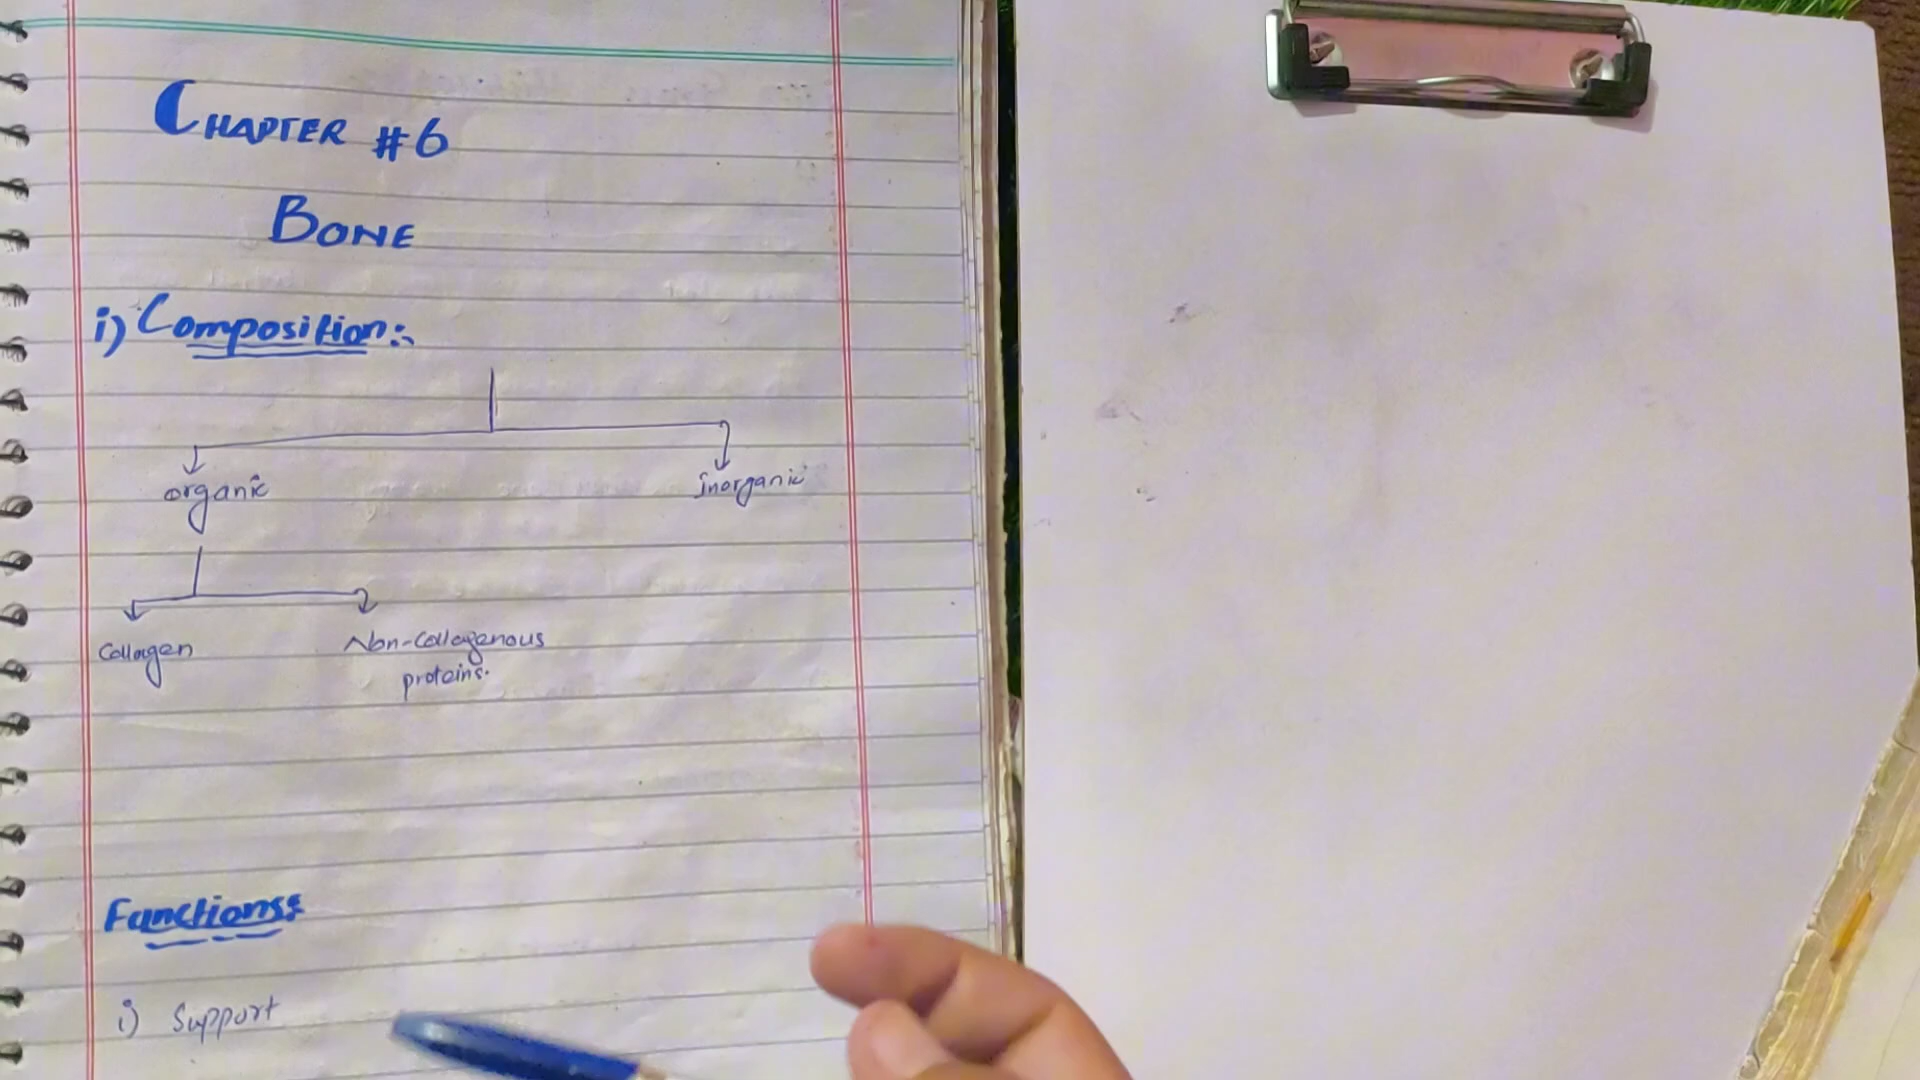 CHAPTER #6
BONE
i) Composition:-
organic
inorganic
Collagen
Non-Collagenous
proteins.
Functions:
i) Support